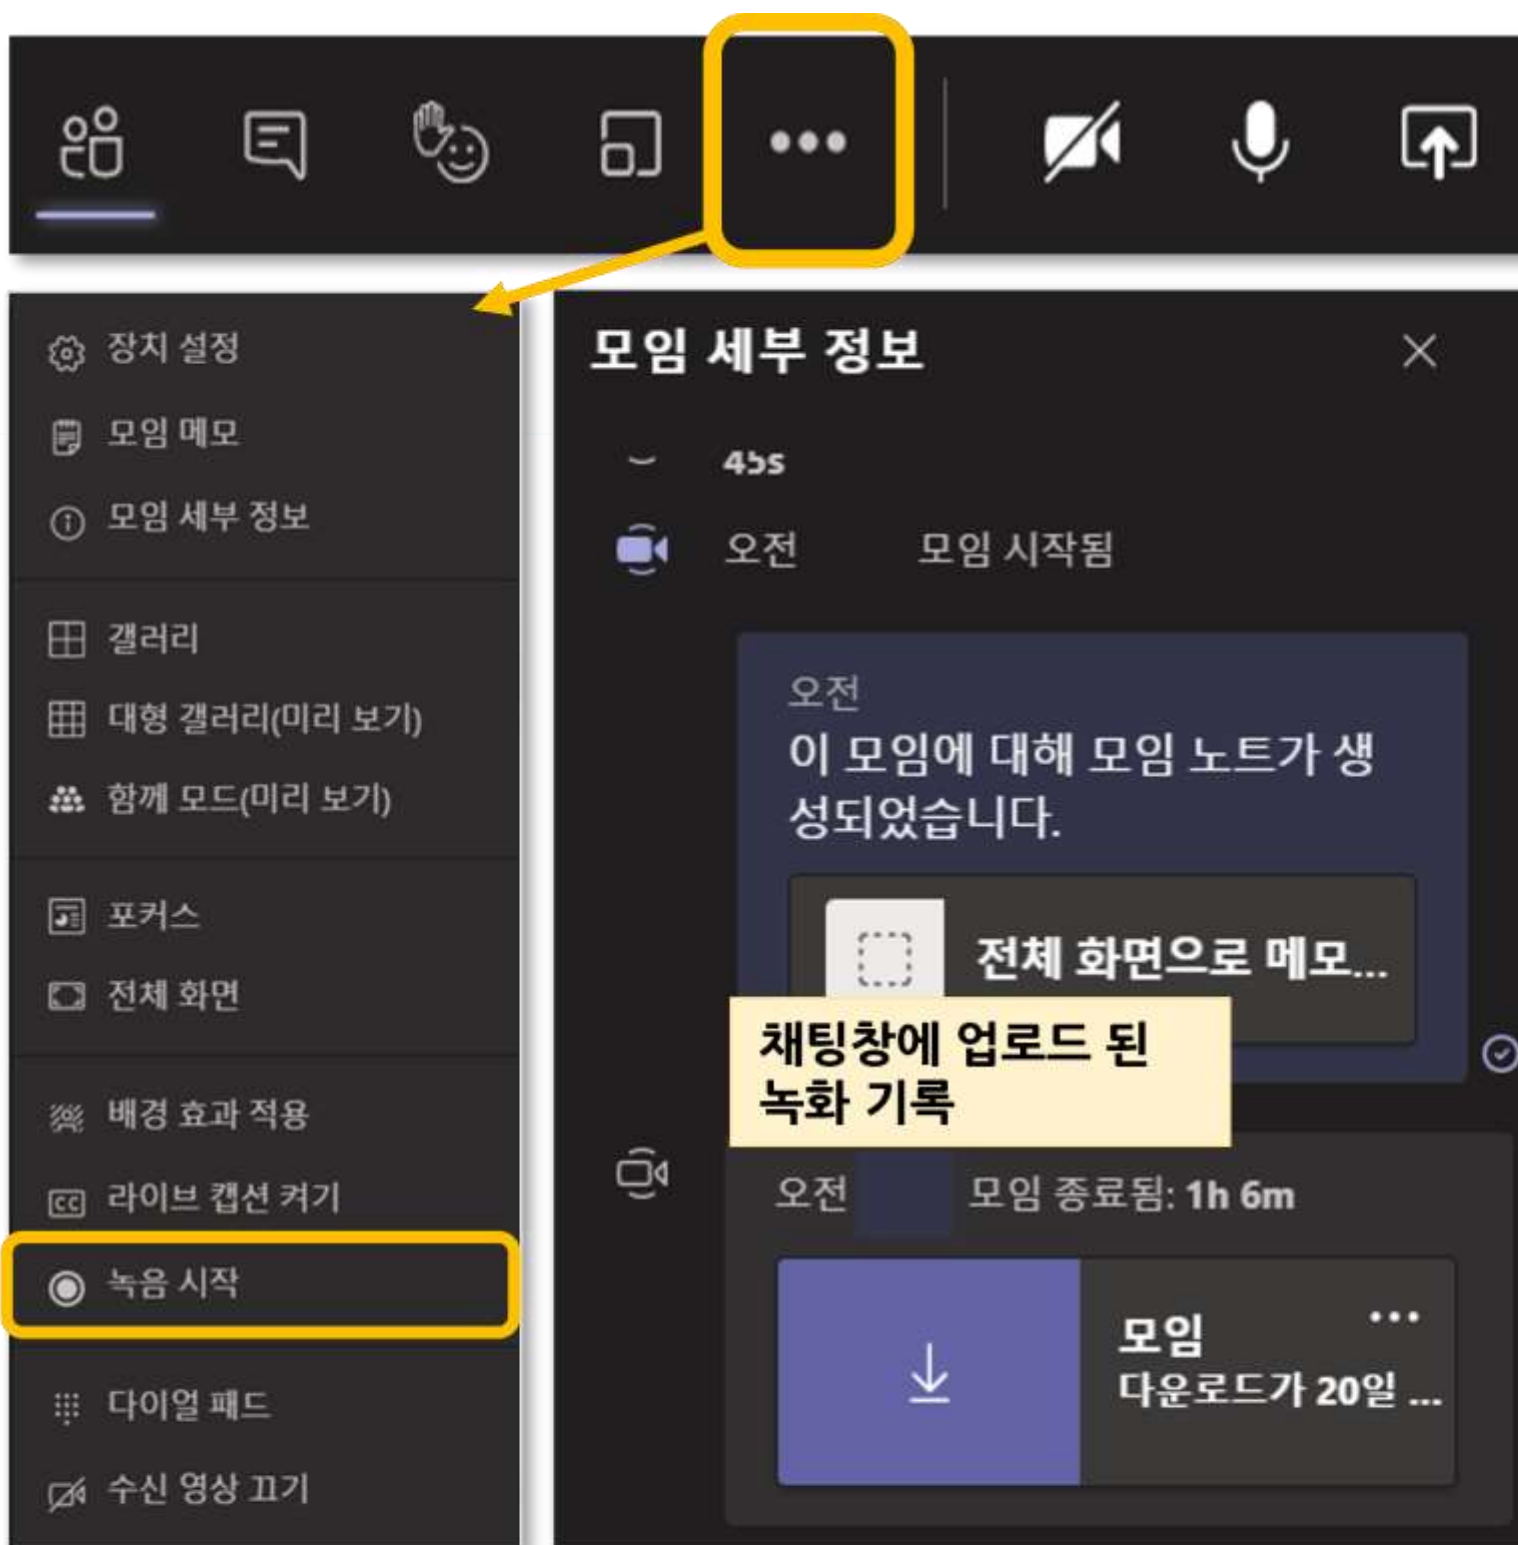 장치 설정
모임 메모
모임 세부 정보
갤러리
대형 갤러리(미리 보기)
함께 모드(미리 보기)
포커스
전체 화면
배경 효과 적용
CC 라이브 캡션 켜기
녹음 시작
다이얼 패드
수신 영상 끄기
모임 세부 정보
45s
오전 모임 시작됨
오전
이 모임에 대해 모임 노트가 생
성되었습니다.
전체 화면으로 메모...
채팅창에 업로드 된
녹화 기록
오전 모임 종료됨: 1h 6m
모임
다운로드가 20일 ...